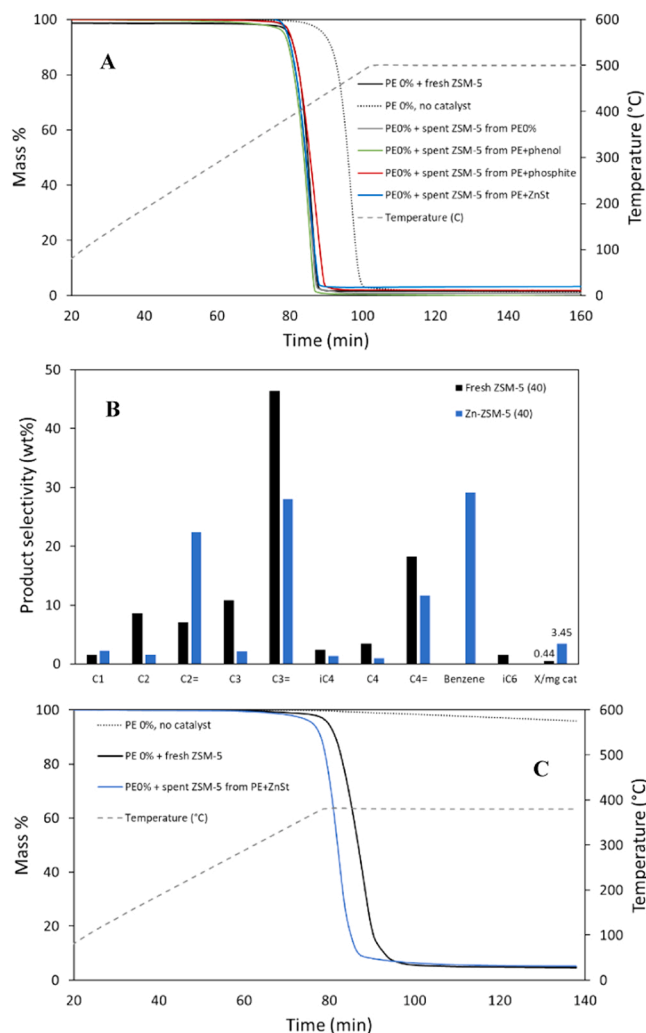 A
100
80
60
40
20
0
Mass %
600
500
400
300
200
100
0
Temperature (°C)
PE 0% + fresh ZSM-5
PE 0%, no catalyst
PE0% + spent ZSM-5 from PE0%
PE0% + spent ZSM-5 from PE+phenol
PE0% + spent ZSM-5 from PE+phosphite
PE0% + spent ZSM-5 from PE+ZnSt
Temperature (C)
20 40 60 80 100 120 140 160
Time (min)
B
50
40
30
20
10
0
Product selectivity (wt%)
Fresh ZSM-5 (40)
Zn-ZSM-5 (40)
0.44 3.45
C1 C2 C2= C3 C3= iC4 C4 C4= Benzene iC6 X/mg cat
C
100
80
60
40
20
0
Mass %
600
500
400
300
200
100
0
Temperature (°C)
PE 0%, no catalyst
PE 0% + fresh ZSM-5
PE0% + spent ZSM-5 from PE+ZnSt
Temperature (°C)
20 40 60 80 100 120 140
Time (min)